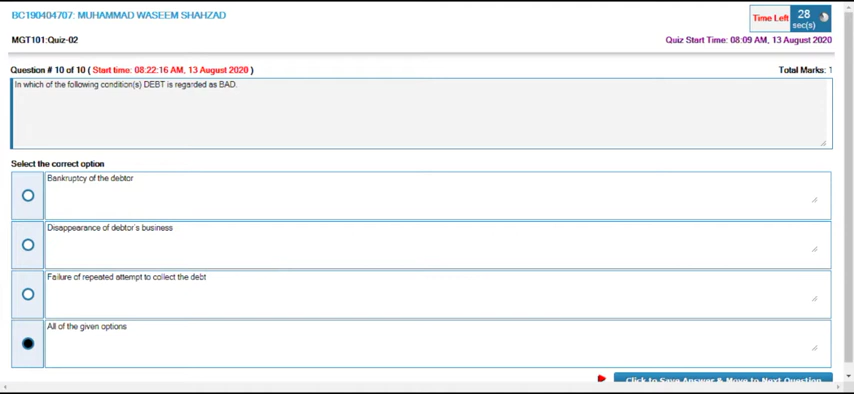 BC190404707: MUHAMMAD WASEEM SHAHZAD
Time Left 28 sec(s)
MGT101:Quiz-02
Quiz Start Time: 08:09 AM, 13 August 2020
Question # 10 of 10 ( Start time: 08:22:16 AM, 13 August 2020 )
Total Marks: 1
In which of the following condition(s) DEBT is regarded as BAD.
Select the correct option
Bankruptcy of the debtor
Disappearance of debtor's business
Failure of repeated attempt to collect the debt
All of the given options
Click to Save Answer & Move to Next Question